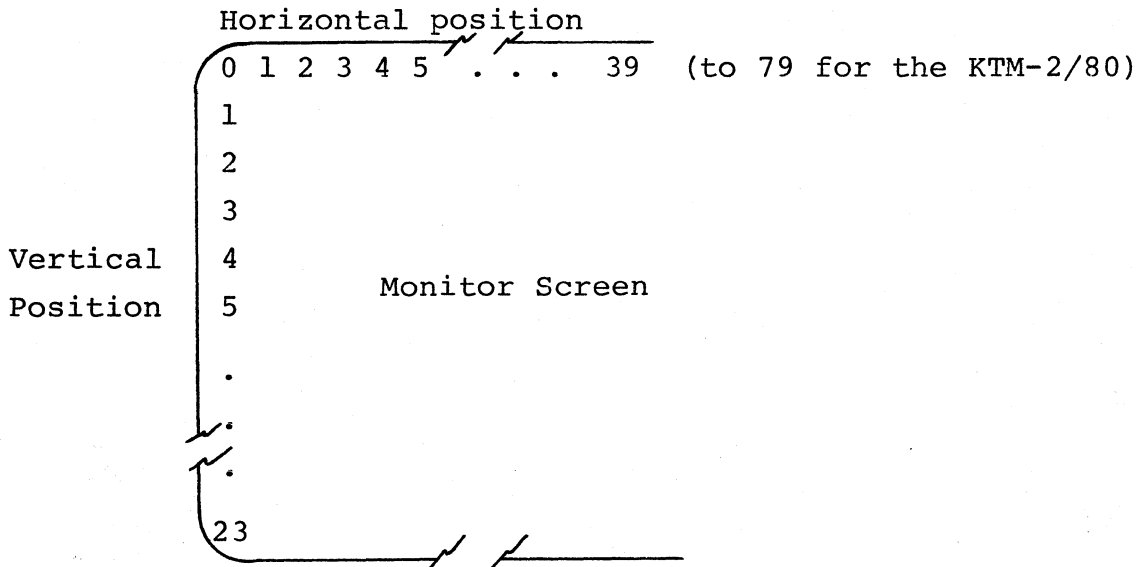 Horizontal position
0 1 2 3 4 5 . . . 39 (to 79 for the KTM-2/80)
1
2
3
Vertical 4
Monitor Screen
Position 5
.
.
.
23